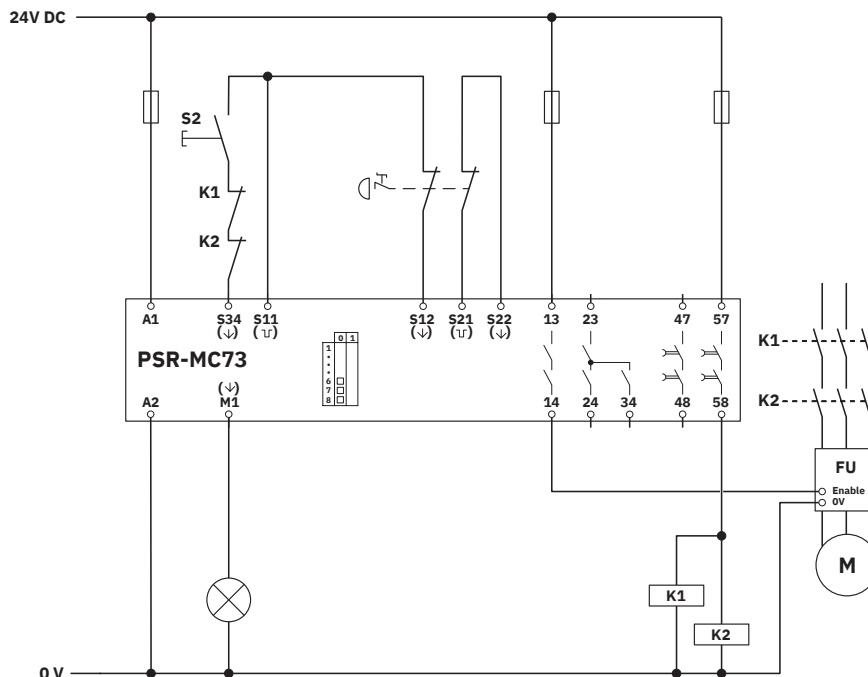 24V DC
S2
K1
K2
A1 S34 S11 S12 S21 S22 13 23 47 57
0 1
1
6
7
8
PSR-MC73
A2 M1 14 24 34 48 58
K1
K2
FU
Enable
0V
M
K1
K2
0 V